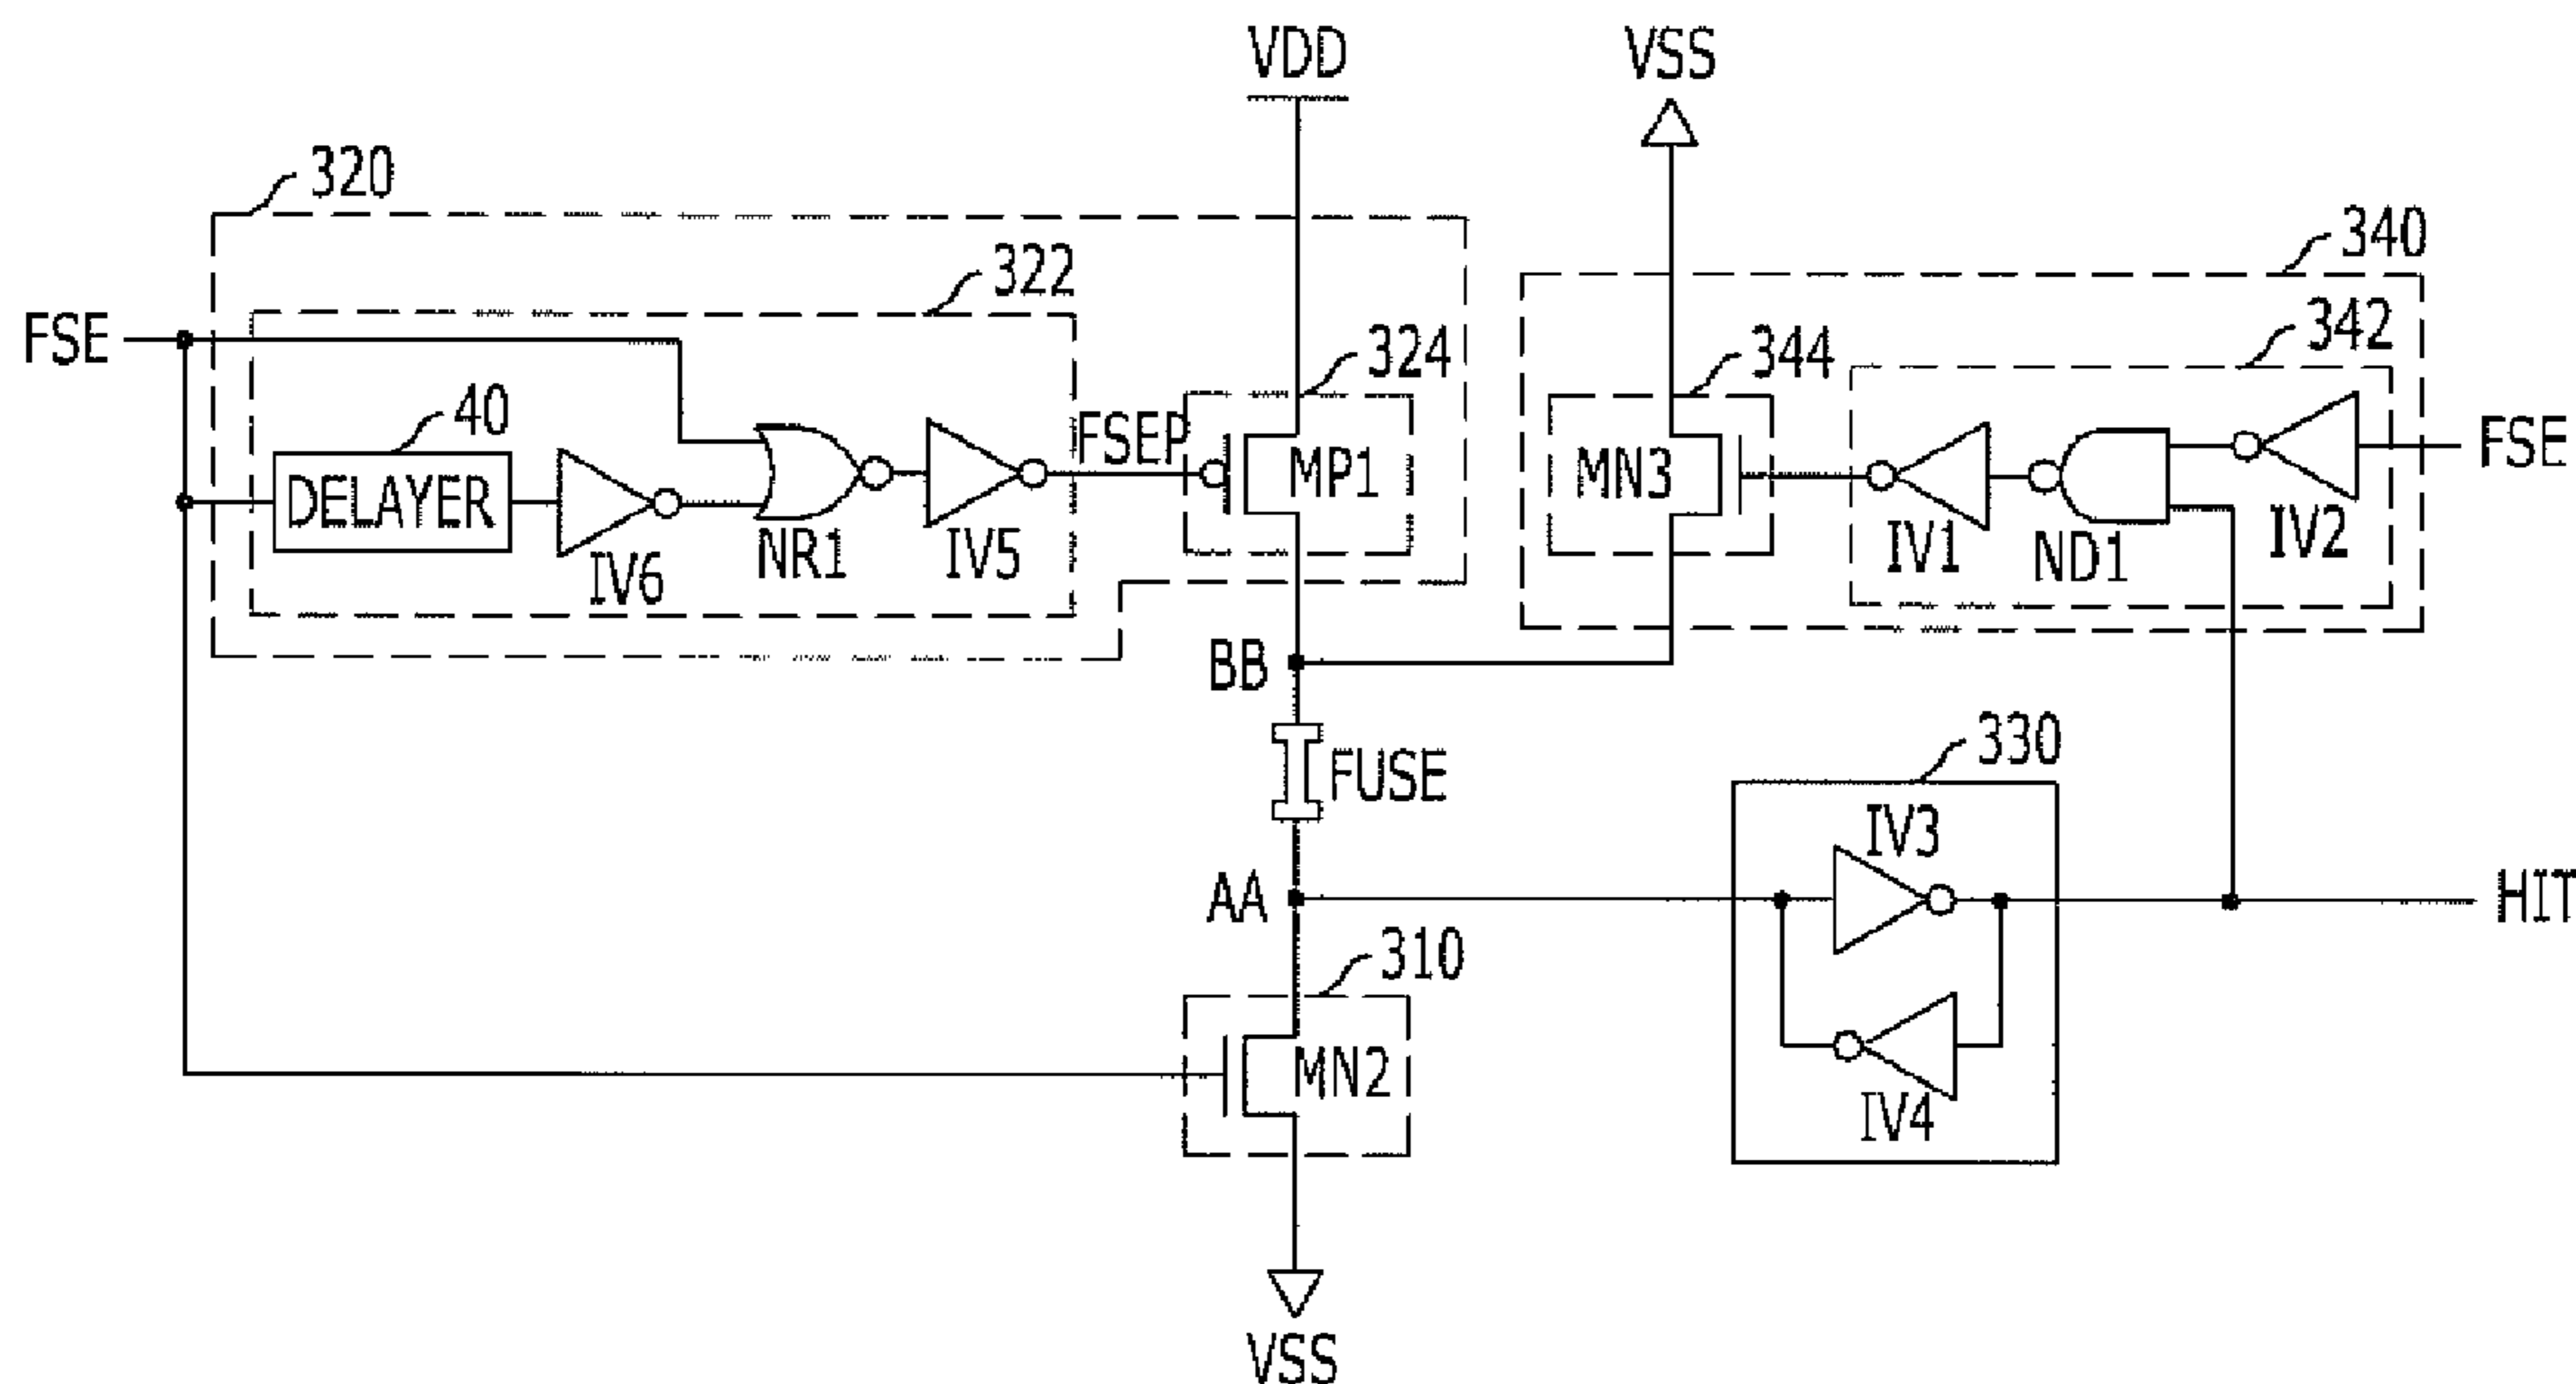 VDD
VSS
320
340
322
342
FSE
324
344
40
FSEP
FSE
DELAYER
MP1
MN3
IV6
NR1
IV5
IV1
ND1
IV2
BB
330
FUSE
IV3
AA
HIT
310
MN2
IV4
VSS